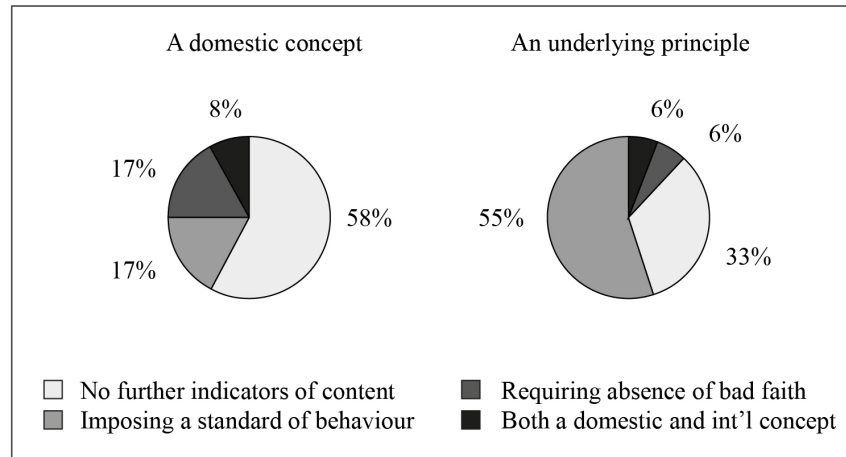 A domestic concept
An underlying principle
8%
17%
17%
58%
6%
6%
55%
33%
No further indicators of content
Imposing a standard of behaviour
Requiring absence of bad faith
Both a domestic and int’l concept